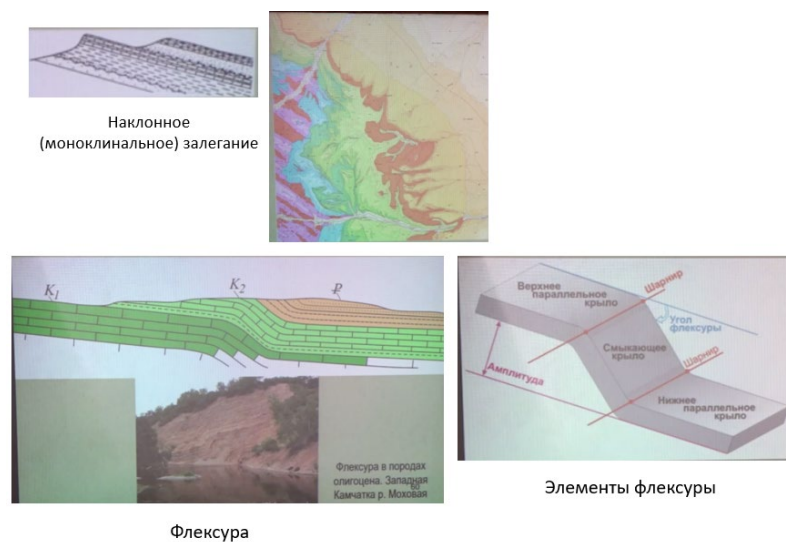 Наклонное
(моноклинальное) залегание
K1
K2
P
Флексура в породах
олигоцена. Западная
Камчатка р. Моховая
60
Флексура
Верхнее
параллельное
крыло
Шарнир
Угол
флексуры
Смыкающее
крыло
Шарнир
Амплитуда
Нижнее
параллельное
крыло
Элементы флексуры